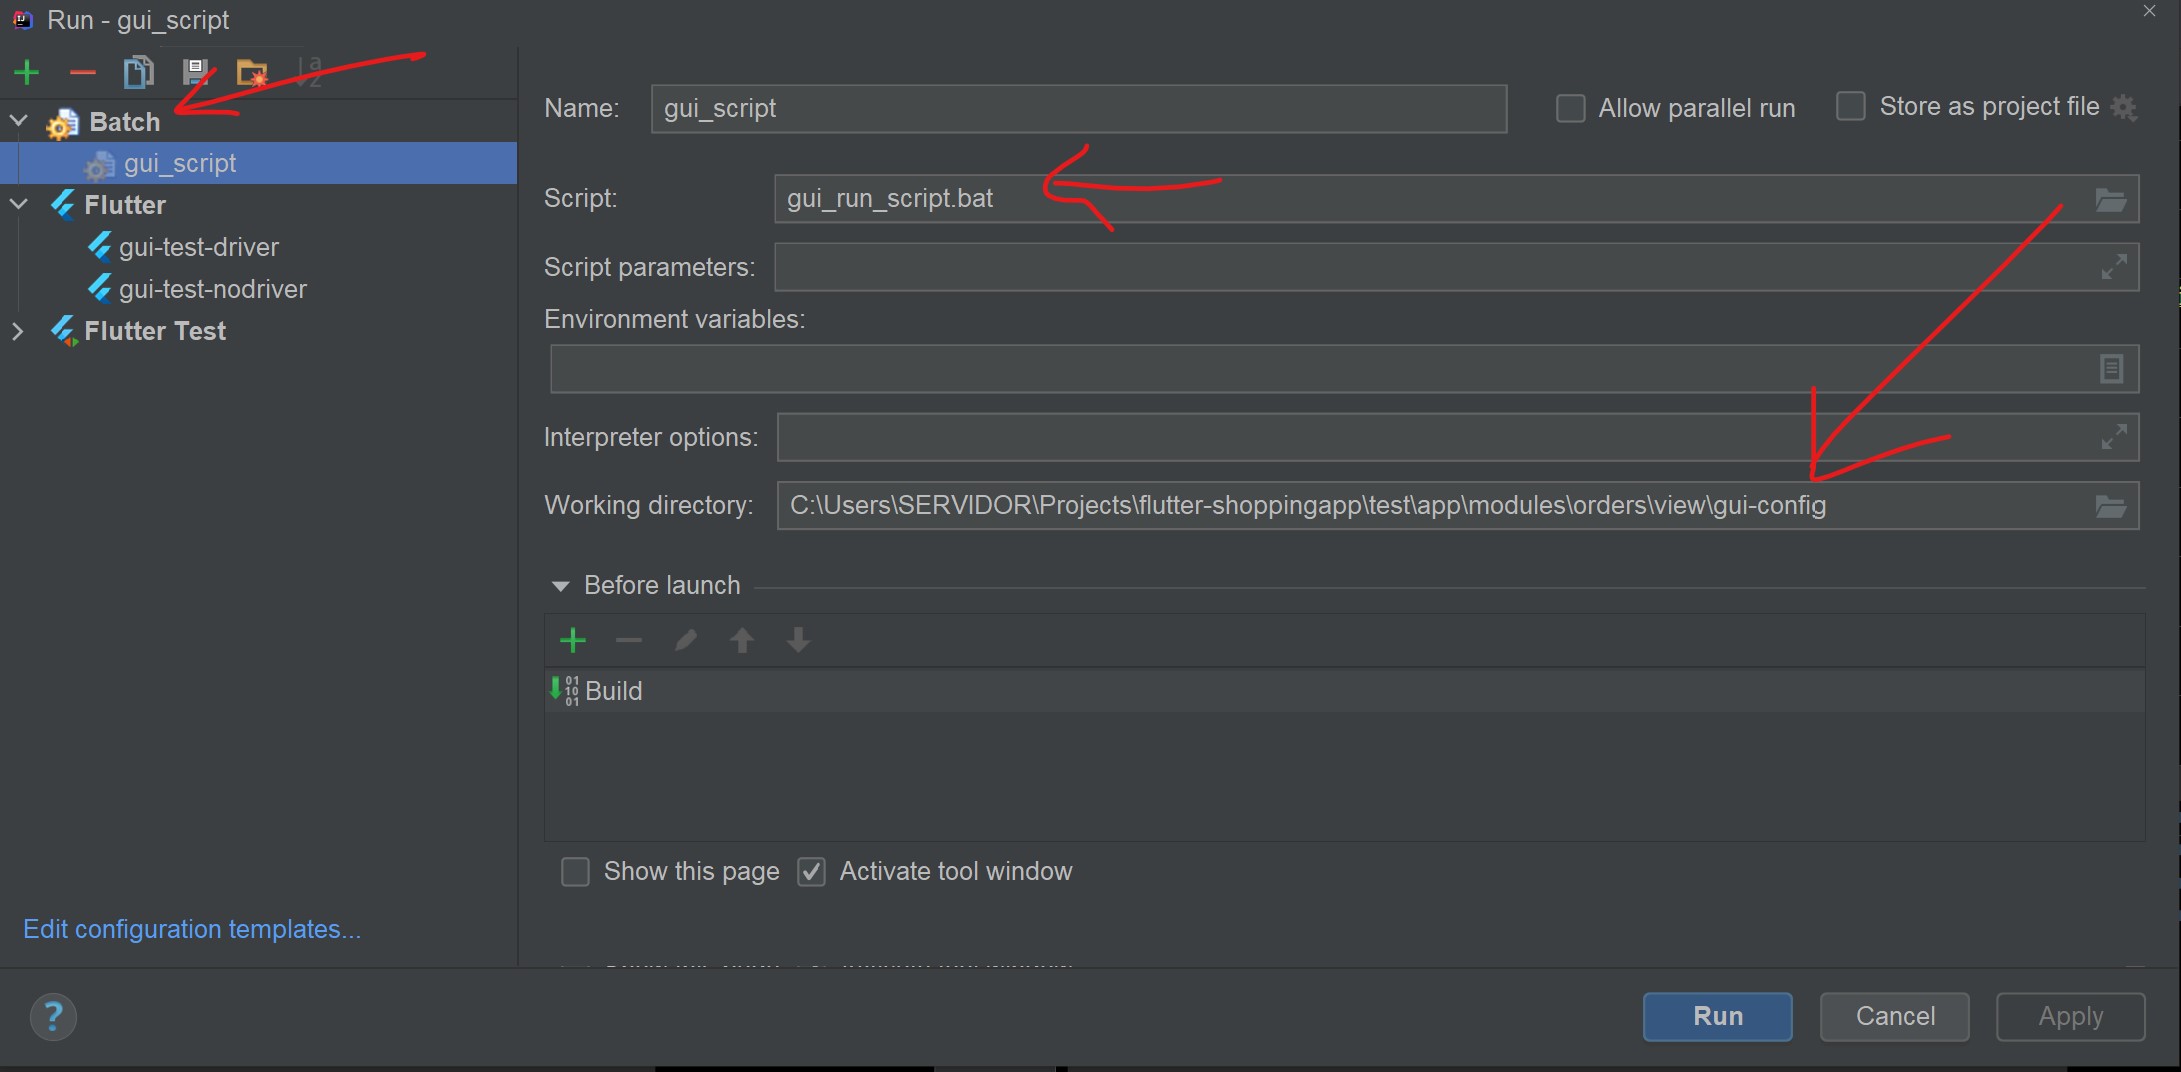 Run - gui_script
Batch
gui_script
Flutter
gui-test-driver
gui-test-nodriver
Flutter Test
Edit configuration templates...
Name: gui_script
Allow parallel run
Store as project file
Script: gui_run_script.bat
Script parameters:
Environment variables:
Interpreter options:
Working directory: C:\Users\SERVIDOR\Projects\flutter-shoppingapp\test\app\modules\orders\view\gui-config
Before launch
Build
Show this page
Activate tool window
?
Run
Cancel
Apply